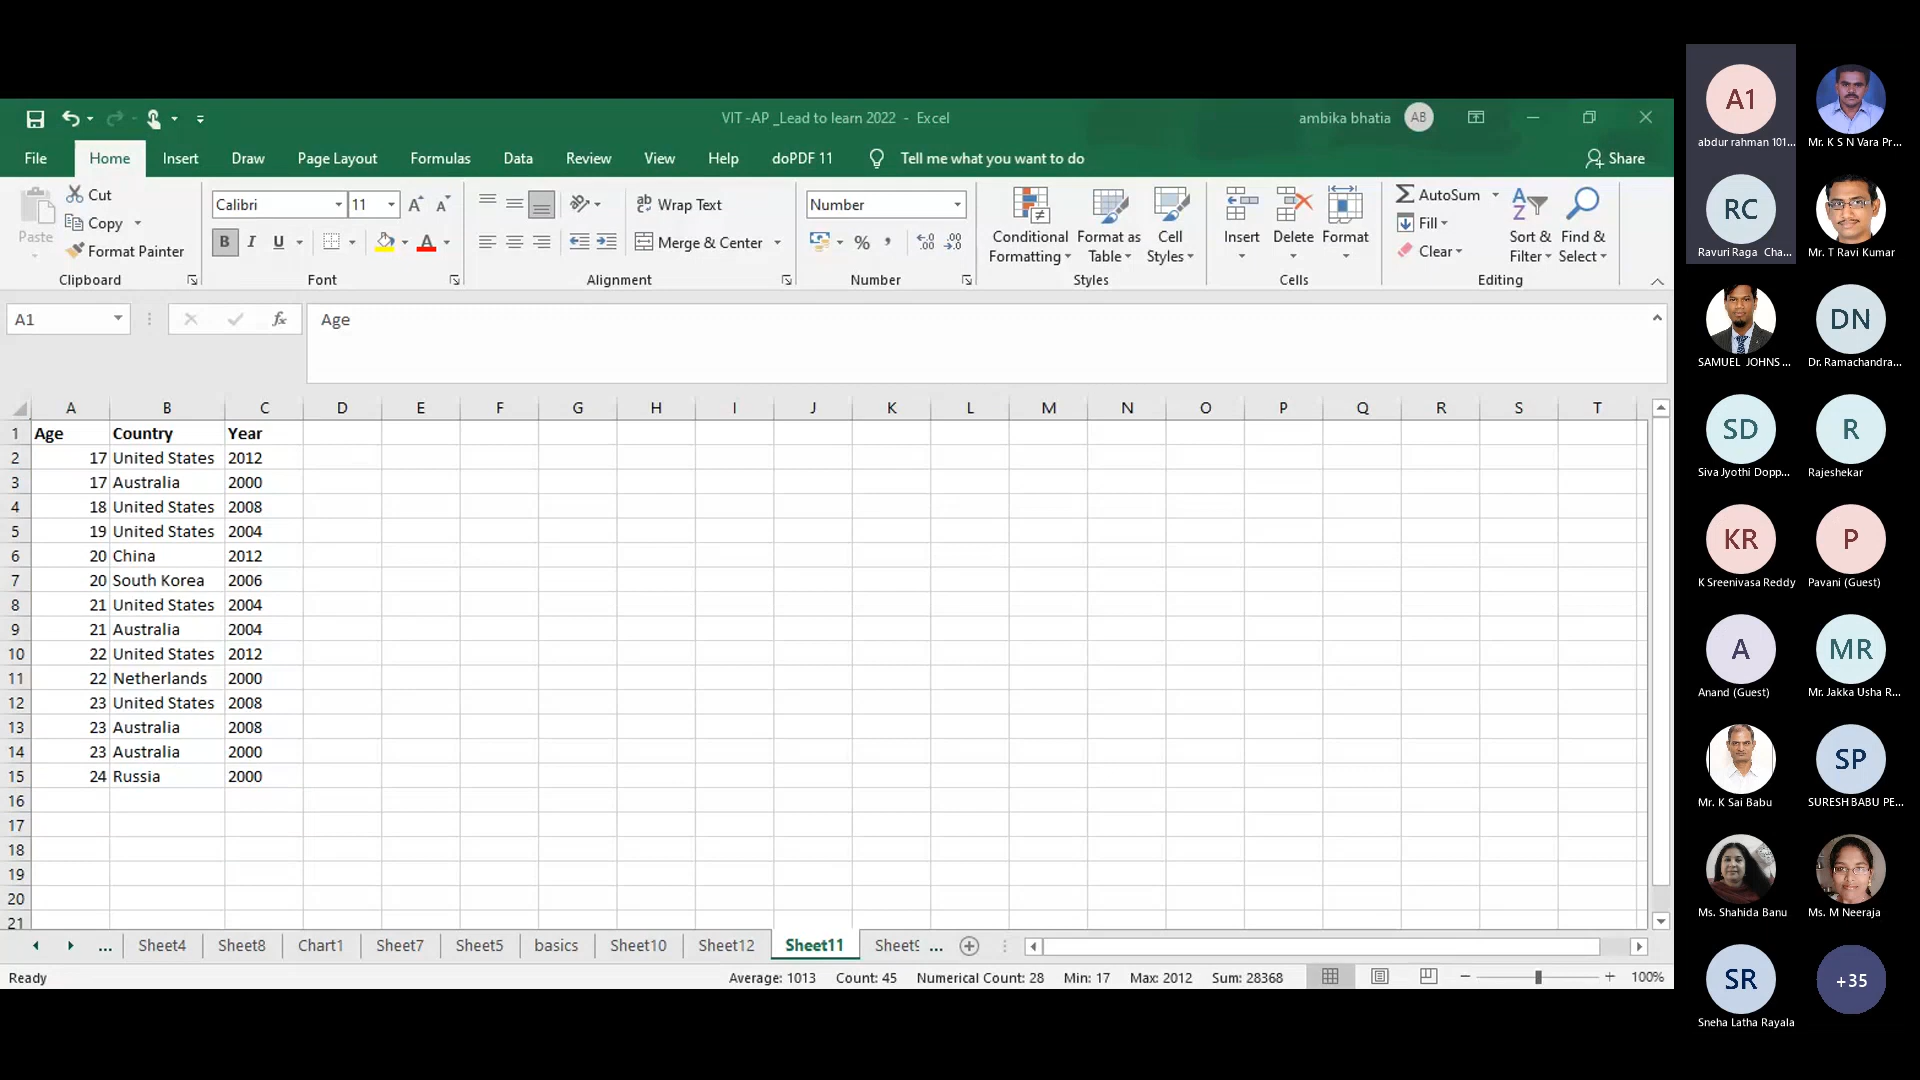 VIT -AP _Lead to learn 2022 - Excel
ambika bhatia AB
File Home Insert Draw Page Layout Formulas Data Review View Help doPDF 11 Tell me what you want to do Share
Paste Cut Copy Format Painter
Clipboard
Calibri 11
B I U
Font
Wrap Text
Merge & Center
Alignment
Number
Number
Conditional Formatting
Format as Table
Cell Styles
Styles
Insert Delete Format
Cells
AutoSum
Fill
Clear
Sort & Filter
Find & Select
Editing
A1 fx Age
A B C D E F G H I J K L M N O P Q R S T
1 Age Country Year
2 17 United States 2012
3 17 Australia 2000
4 18 United States 2008
5 19 United States 2004
6 20 China 2012
7 20 South Korea 2006
8 21 United States 2004
9 21 Australia 2004
10 22 United States 2012
11 22 Netherlands 2000
12 23 United States 2008
13 23 Australia 2008
14 23 Australia 2000
15 24 Russia 2000
16
17
18
19
20
21
... Sheet4 Sheet8 Chart1 Sheet7 Sheet5 basics Sheet10 Sheet12 Sheet11 Sheet9 ...
Ready Average: 1013 Count: 45 Numerical Count: 28 Min: 17 Max: 2012 Sum: 28368 100%
A1
abdur rahman 101... Mr. K S N Vara Pr...
RC
Ravuri Raga Cha... Mr. T Ravi Kumar
DN
SAMUEL JOHNS ... Dr. Ramachandra...
SD R
Siva Jyothi Dopp... Rajeshekar
KR P
K Sreenivasa Reddy Pavani (Guest)
A MR
Anand (Guest) Mr. Jakka Usha R...
SP
Mr. K Sai Babu SURESH BABU PE...
Ms. Shahida Banu Ms. M Neeraja
SR +35
Sneha Latha Rayala